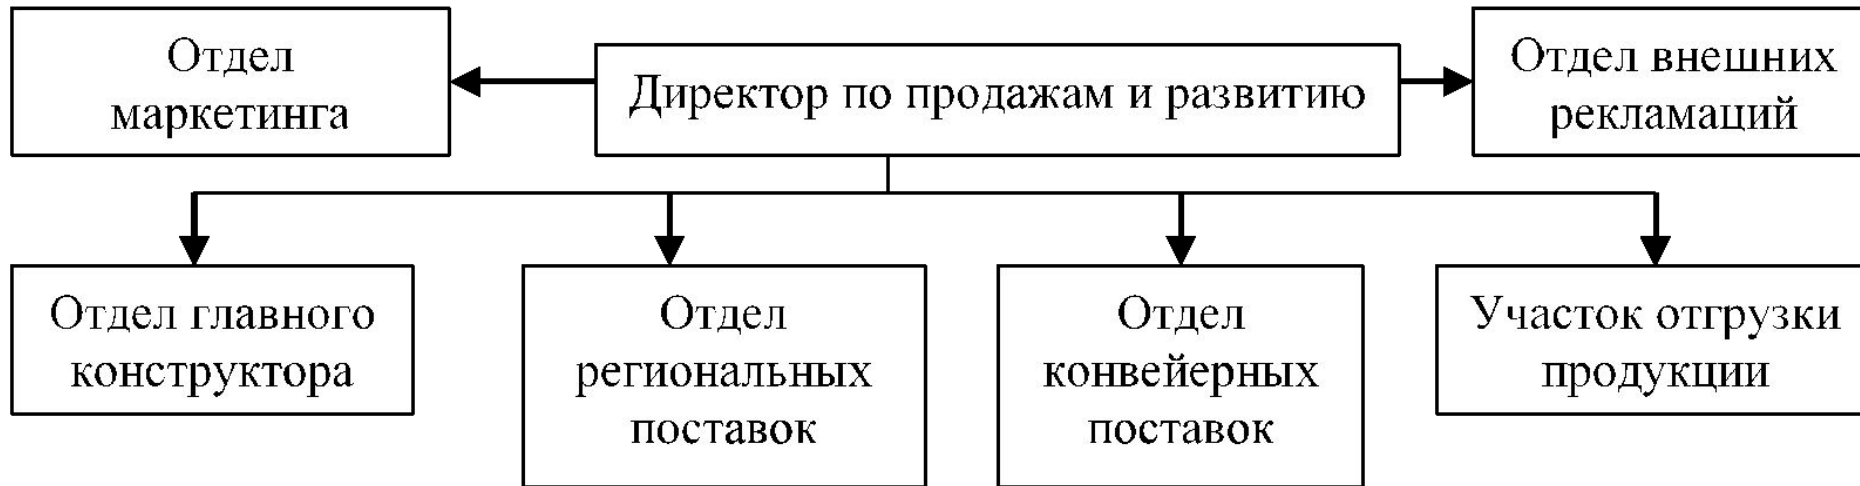 Отдел
маркетинга
Директор по продажам и развитию
Отдел внешних
рекламаций
Отдел главного
конструктора
Отдел
региональных
поставок
Отдел
конвейерных
поставок
Участок отгрузки
продукции